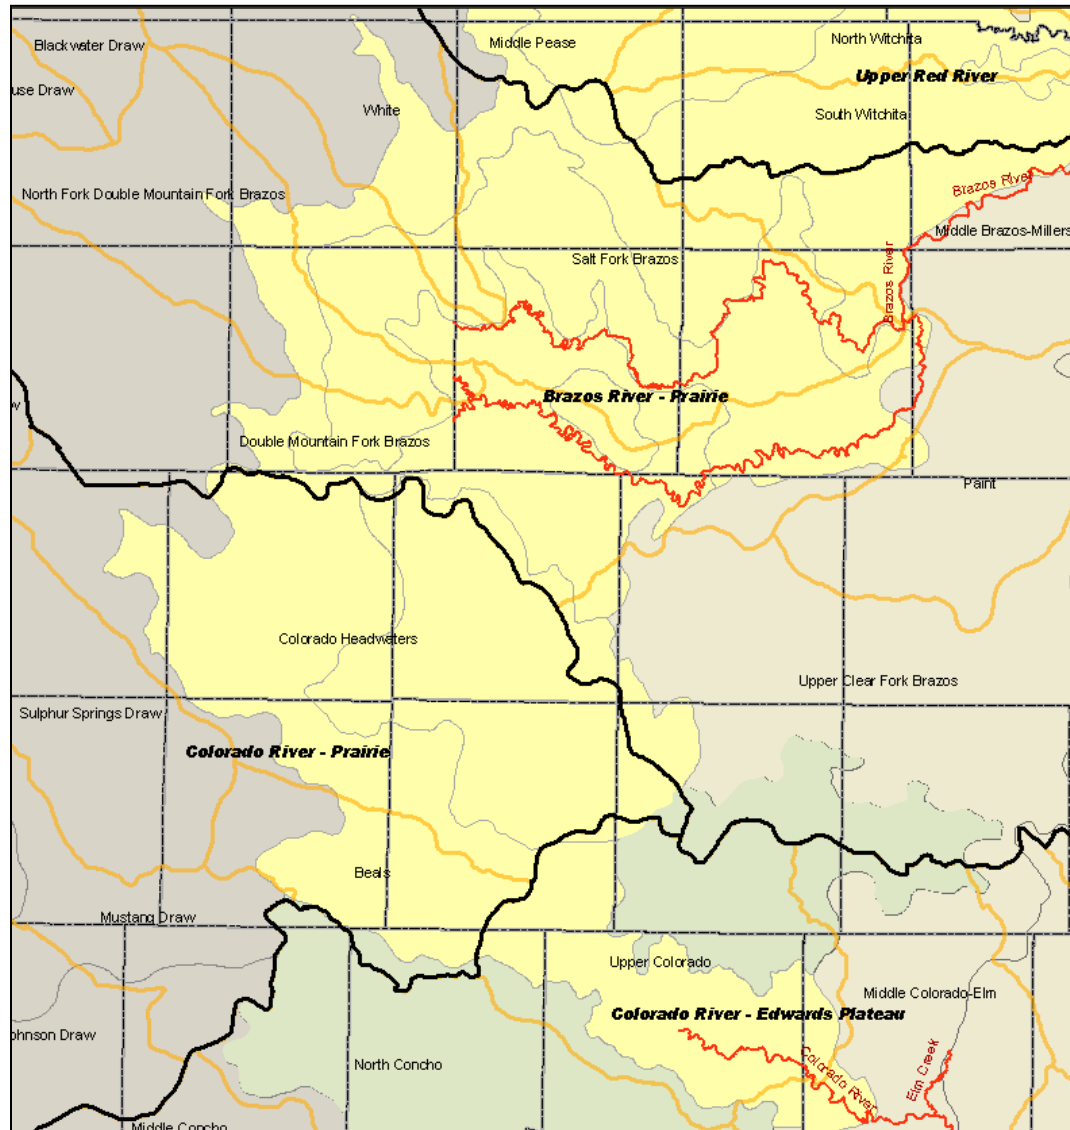 Middle Pease
North Witchita
Blackwater Draw
Upper Red River
use Draw
White
South Witchita
Brazos River
North Fork Double Mountain Fork Brazos
Middle Brazos-Millers
Salt Fork Brazos
Brazos River
Brazos River - Prairie
Double Mountain Fork Brazos
Paint
Colorado Headwaters
Upper Clear Fork Brazos
Sulphur Springs Draw
Colorado River - Prairie
Beals
Mustang Draw
Upper Colorado
Middle Colorado-Elm
Colorado River - Edwards Plateau
ohnson Draw
North Concho
Colorado River
Elm Creek
Middle Concho